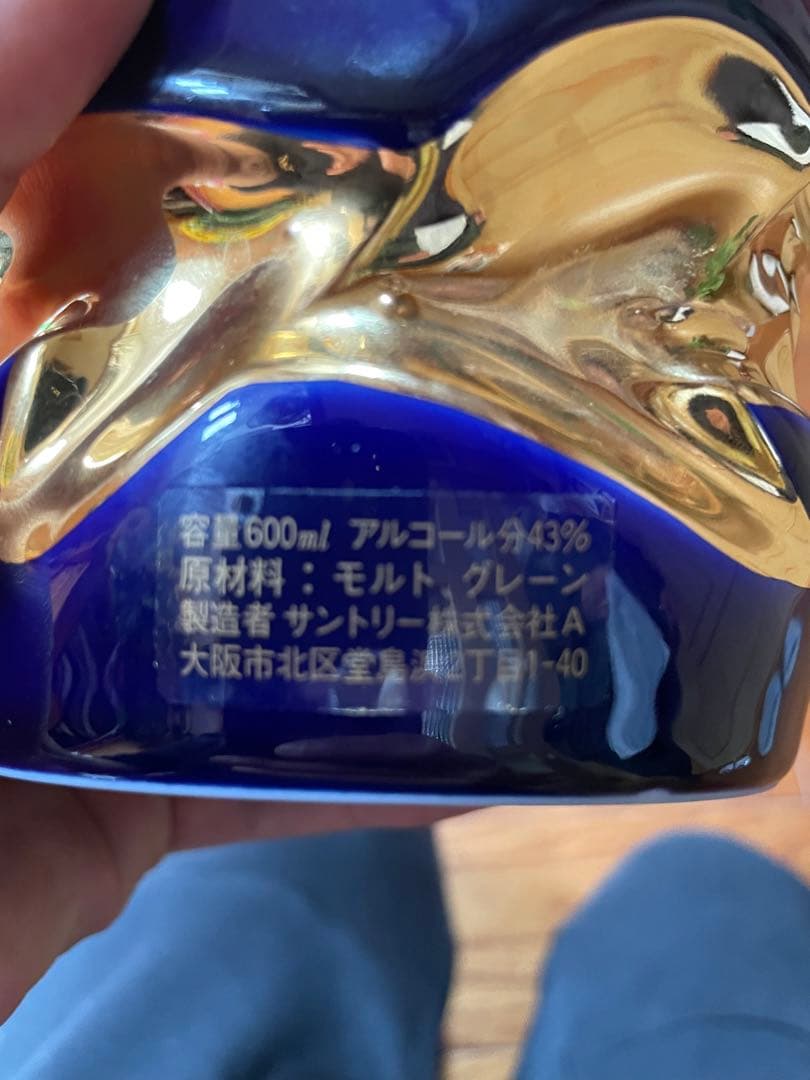 容量600ml アルコール分43%
原材料：モルト、グレーン
製造者 サントリー株式会社A
大阪市北区堂島浜2丁目1-40